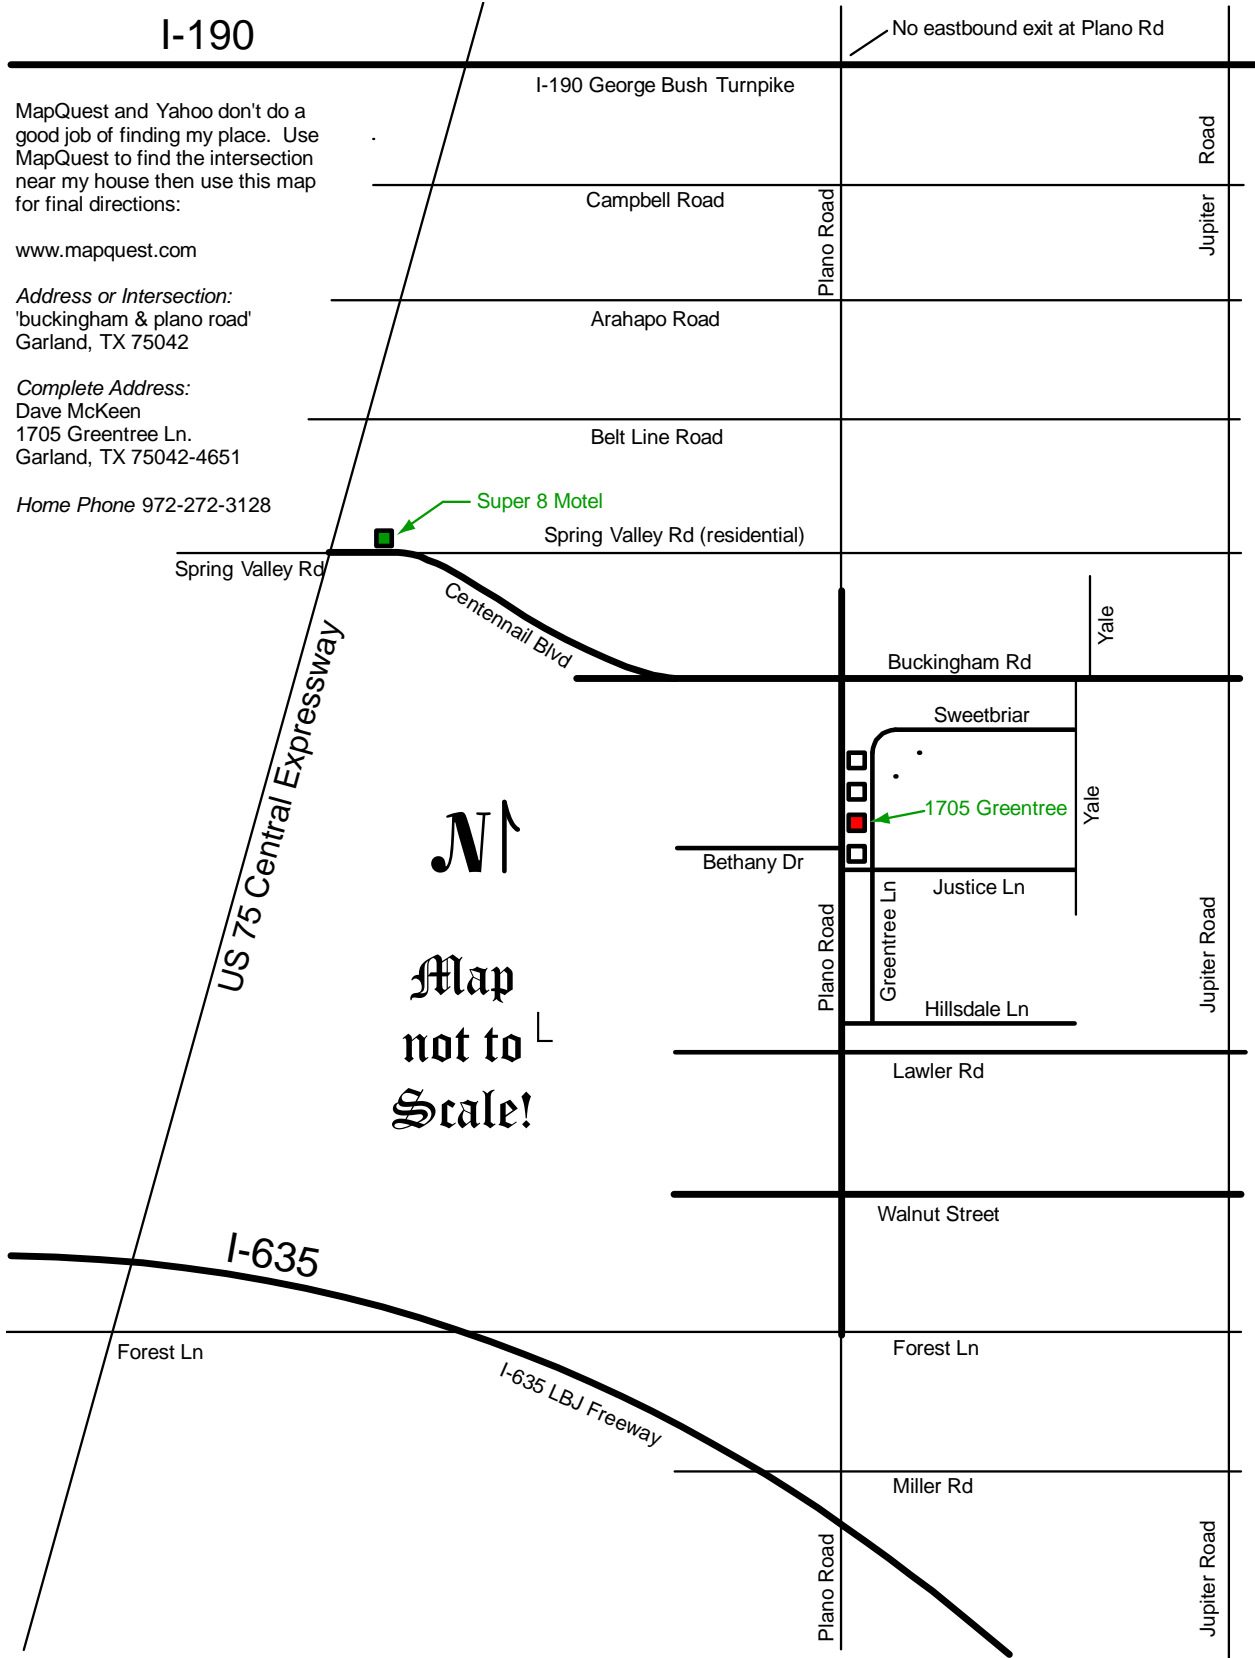 I-190
No eastbound exit at Plano Rd
I-190 George Bush Turnpike
MapQuest and Yahoo don't do a
good job of finding my place. Use
MapQuest to find the intersection
near my house then use this map
for final directions:
www.mapquest.com
Address or Intersection:
'buckingham & plano road'
Garland, TX 75042
Complete Address:
Dave McKeen
1705 Greentree Ln.
Garland, TX 75042-4651
Home Phone 972-272-3128
Campbell Road
Plano Road
Jupiter Road
Arahapo Road
Belt Line Road
Super 8 Motel
Spring Valley Rd (residential)
Spring Valley Rd
Centennail Blvd
Yale
Buckingham Rd
Sweetbriar
US 75 Central Expressway
1705 Greentree
Yale
N
Bethany Dr
Justice Ln
Plano Road
Greentree Ln
Jupiter Road
Map
not to
Scale!
Hillsdale Ln
Lawler Rd
Walnut Street
I-635
Forest Ln
Forest Ln
I-635 LBJ Freeway
Miller Rd
Plano Road
Jupiter Road